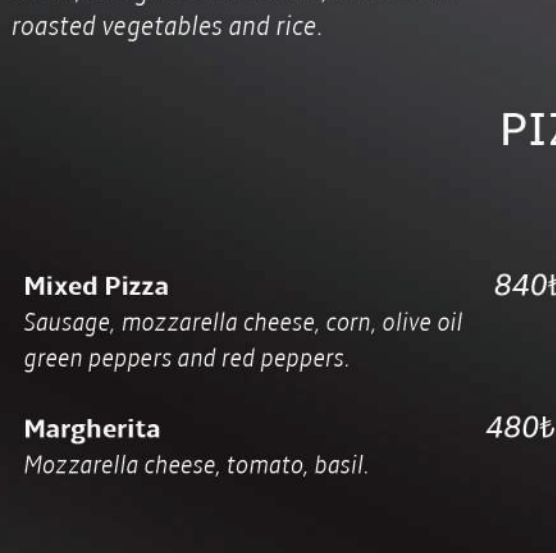 roasted vegetables and rice.
PIZ
Mixed Pizza 840₺
Sausage, mozzarella cheese, corn, olive oil
green peppers and red peppers.
Margherita 480₺
Mozzarella cheese, tomato, basil.